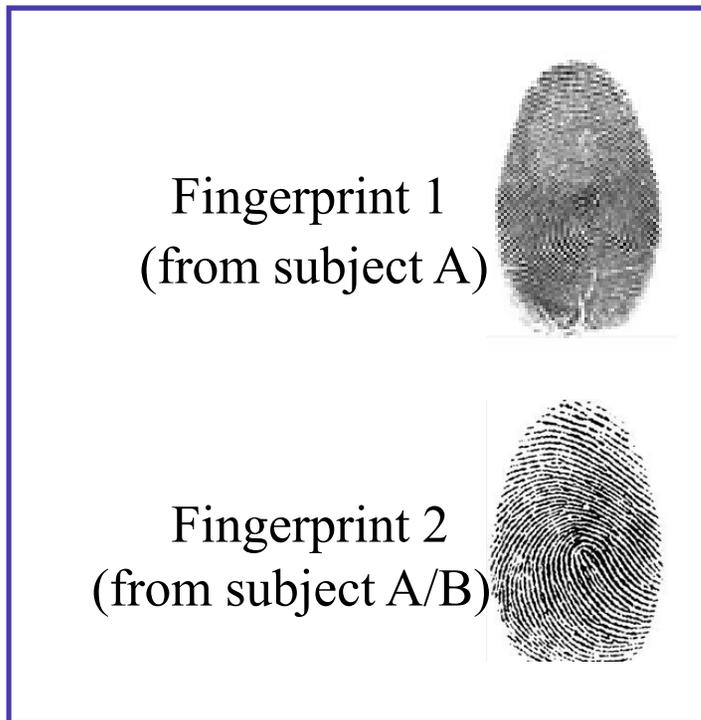 Fingerprint 1
(from subject A)
Fingerprint 2
(from subject A/B)